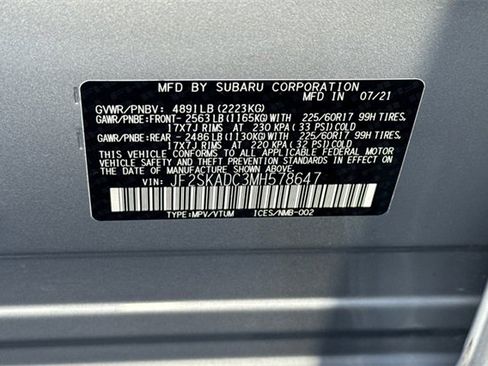 MFD BY SUBARU CORPORATION IN 07/21
GVWR/PNBV: 4891LB (2223KG)
GAWR/PNBE:FRONT- 2563LB (1165KG) WITH 225/60R17 99H TIRES.
17X7J RIMS AT 230 KPA (33 PSI) COLD
GAWR/PNBE:REAR - 2486LB (1130KG) WITH 225/60R17 99H TIRES.
17X7J RIMS AT 220 KPA (32 PSI) COLD
THIS VEHICLE CONFORMS TO ALL APPLICABLE FEDERAL MOTOR
VEHICLE SAFETY AND BUMPER STANDARDS IN EFFECT ON
THE DATE OF MANUFACTURE SHOWN ABOVE.
VIN: JF2SKADC3MH578647
TYPE:MPV/VTUM ICES/NMB-002